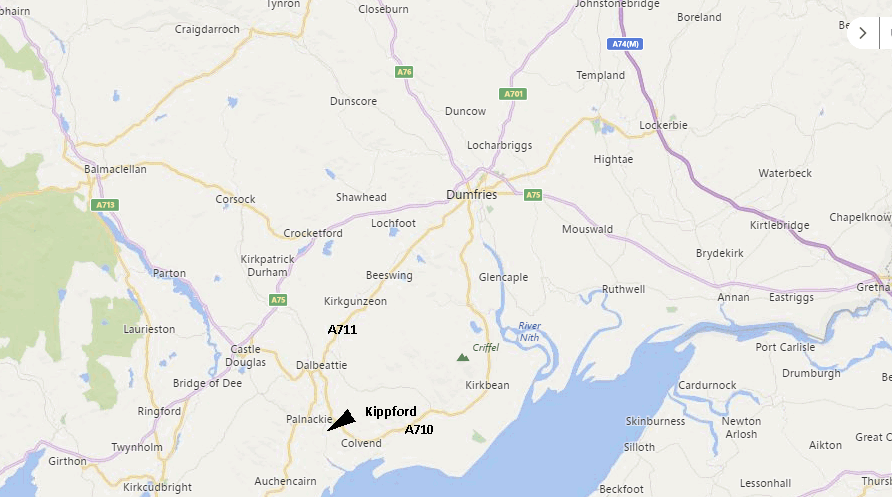 bhairn
Tynron
Closeburn
Johnstonebridge
Boreland
Be
Craigdarroch
A74(M)
A76
Templand
A701
Dunscore
Duncow
Lockerbie
Locharbriggs
Hightae
Balmaclellan
Waterbeck
A713
Corsock
Shawhead
Dumfries
A75
Chapelknow
Lochfoot
Mouswald
Kirtlebridge
Crocketford
Brydekirk
Kirkpatrick
Durham
Parton
Beeswing
Glencaple
Gretna
Ruthwell
A75
Kirkgunzeon
Annan
Eastriggs
Laurieston
A711
River
Nith
Castle
Douglas
Criffel
Port Carlisle
Dalbeattie
Drumburgh
Bridge of Dee
Kirkbean
Cardurnock
Be
Ringford
Kippford
Palnackie
A710
Skinburness
Newton
Arlosh
Great O
Twynholm
Colvend
Silloth
Aikton
Girthon
Auchencairn
Kirkcudbright
Beckfoot
Lessonhall
Thurs